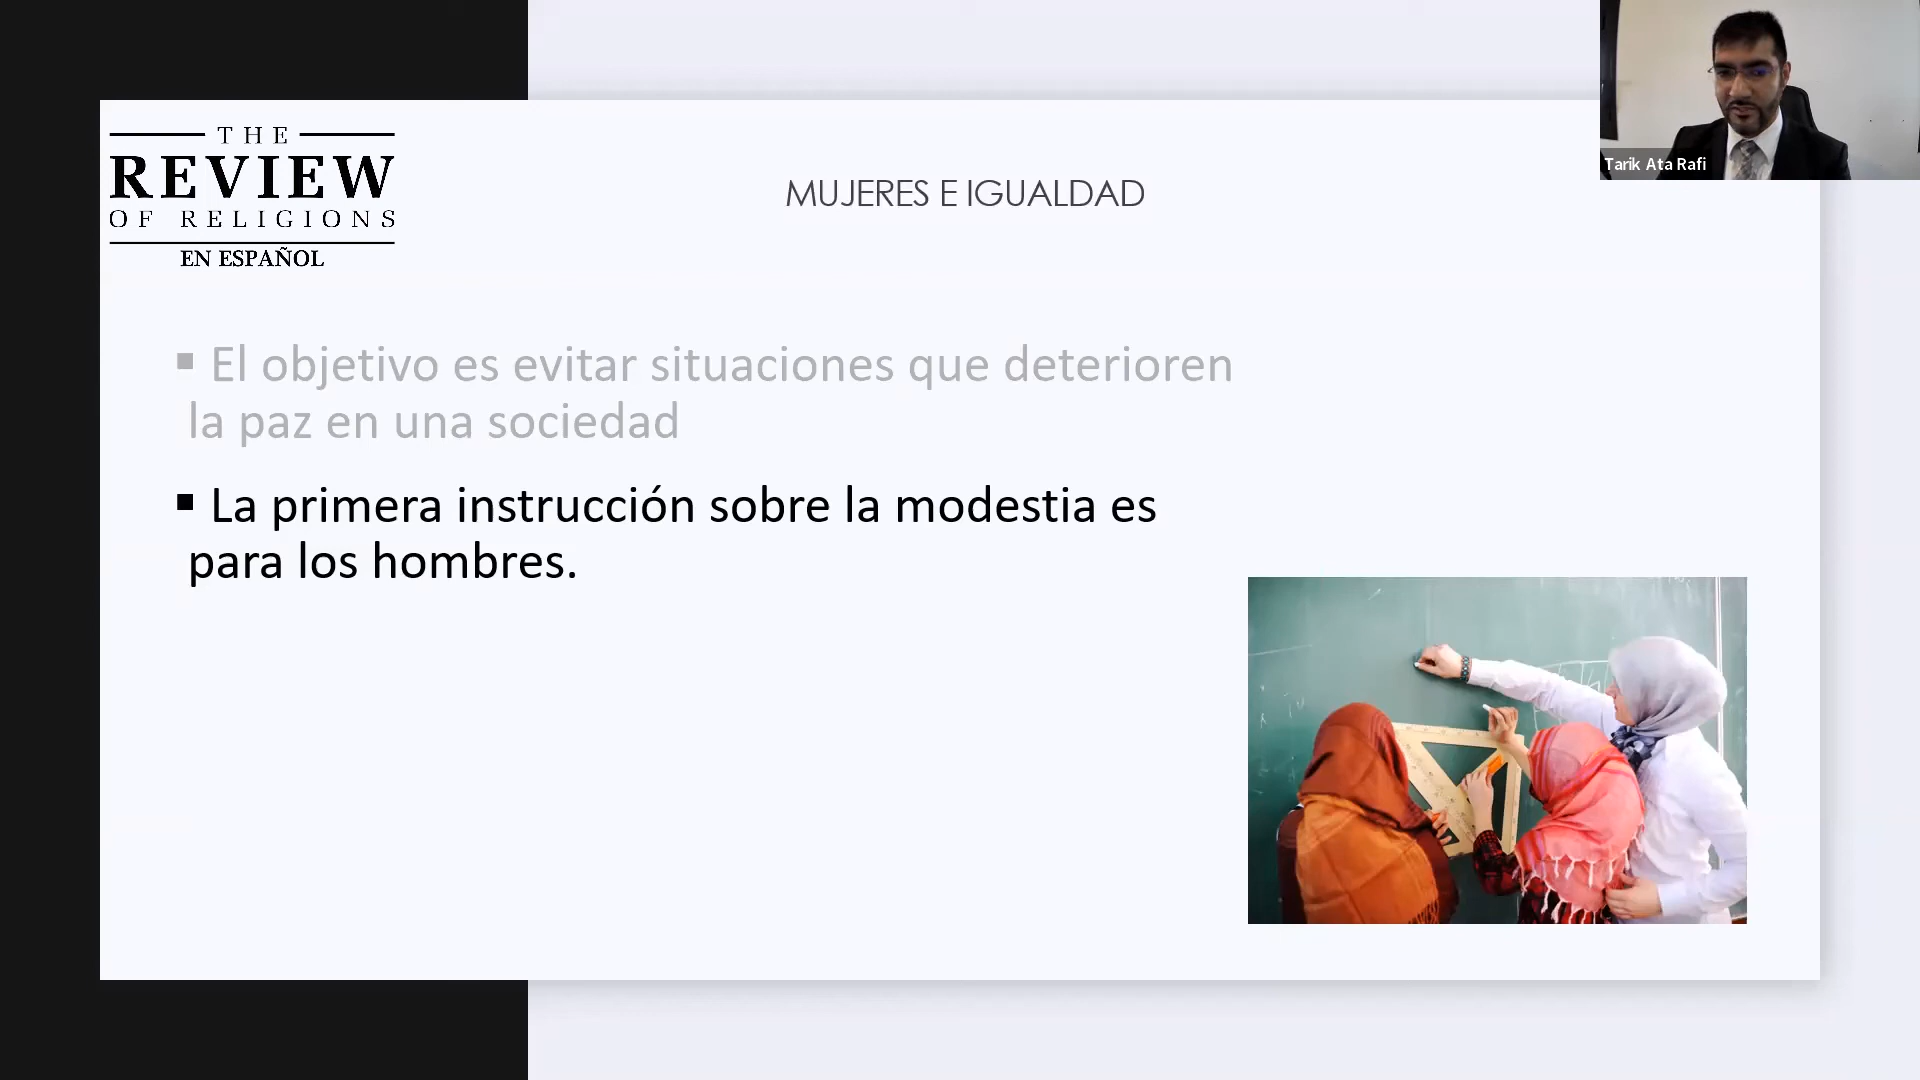 THE
REVIEW
OF RELIGIONS
EN ESPAÑOL
MUJERES E IGUALDAD
Tarik Ata Rafi
▪ El objetivo es evitar situaciones que deterioren
la paz en una sociedad
▪ La primera instrucción sobre la modestia es
para los hombres.